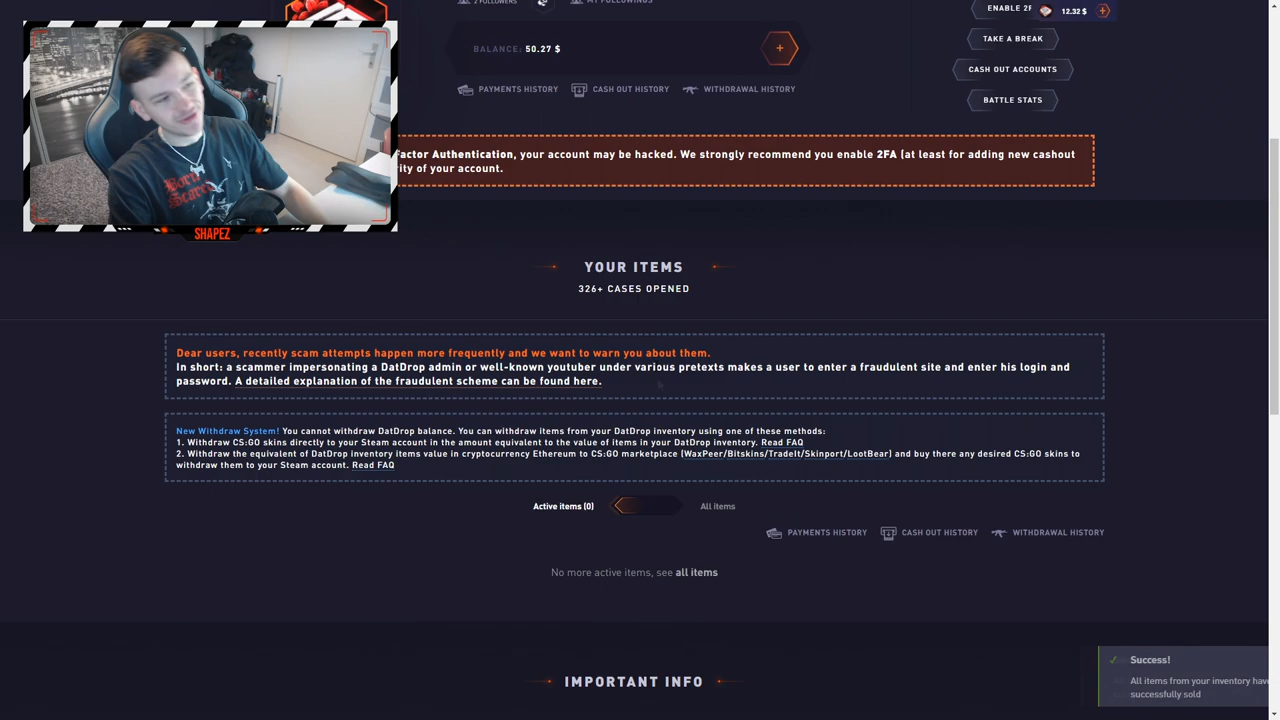 2 FOLLOWERS
MY FOLLOWINGS
ENABLE 2F
12.32 $
BALANCE: 50.27 $
TAKE A BREAK
CASH OUT ACCOUNTS
BATTLE STATS
PAYMENTS HISTORY
CASH OUT HISTORY
WITHDRAWAL HISTORY
Factor Authentication, your account may be hacked. We strongly recommend you enable 2FA (at least for adding new cashout
ity of your account.
SHAPEZ
YOUR ITEMS
326+ CASES OPENED
Dear users, recently scam attempts happen more frequently and we want to warn you about them.
In short: a scammer impersonating a DatDrop admin or well-known youtuber under various pretexts makes a user to enter a fraudulent site and enter his login and
password. A detailed explanation of the fraudulent scheme can be found here.
New Withdraw System! You cannot withdraw DatDrop balance. You can withdraw items from your DatDrop inventory using one of these methods:
1. Withdraw CS:GO skins directly to your Steam account in the amount equivalent to the value of items in your DatDrop inventory. Read FAQ
2. Withdraw the equivalent of DatDrop inventory items value in cryptocurrency Ethereum to CS:GO marketplace (WaxPeer/Bitskins/TradeIt/Skinport/LootBear) and buy there any desired CS:GO skins to
withdraw them to your Steam account. Read FAQ
Active items (0)
All items
PAYMENTS HISTORY
CASH OUT HISTORY
WITHDRAWAL HISTORY
No more active items, see all items
IMPORTANT INFO
Success!
All items from your inventory have
successfully sold